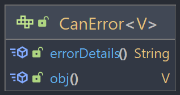 CanError<V>
errorDetails() String
obj() V